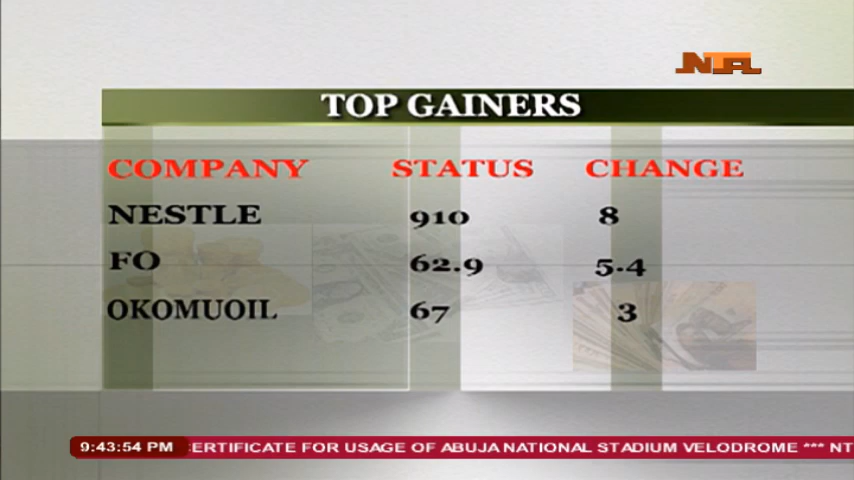 NTA
TOP GAINERS
COMPANY STATUS CHANGE
NESTLE 910 8
FO 62.9 5.4
OKOMUOIL 67 3
9:43:54 PM ERTIFICATE FOR USAGE OF ABUJA NATIONAL STADIUM VELODROME *** NT